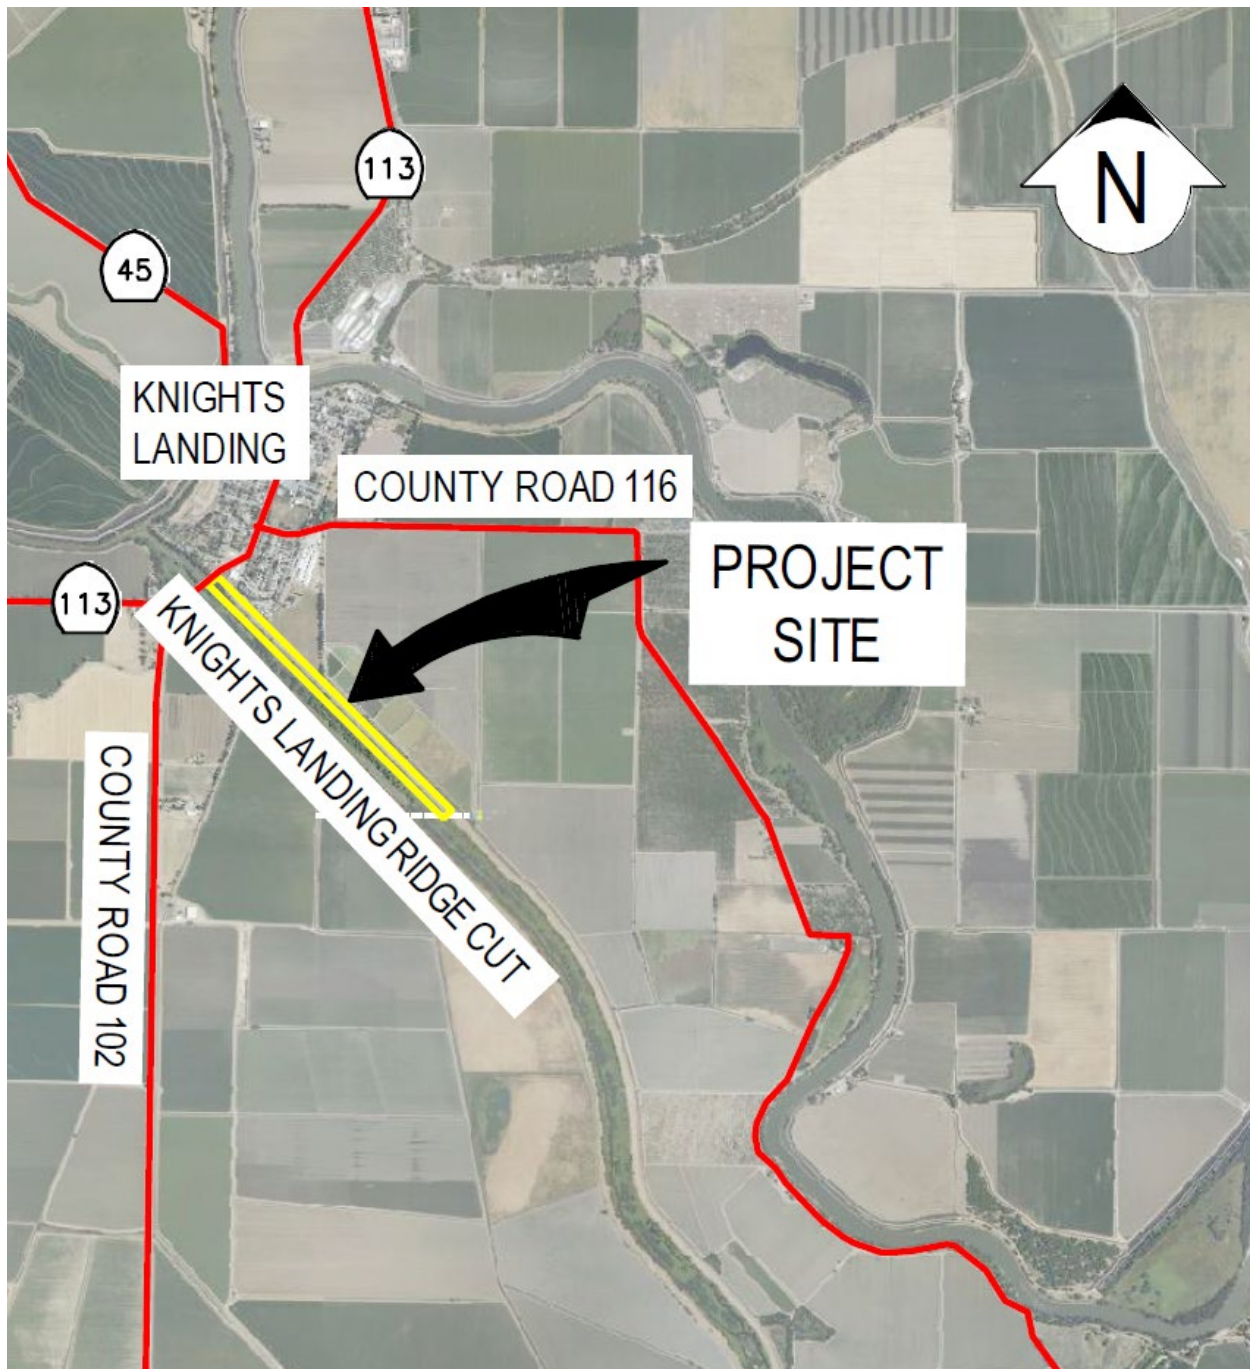 113
N
45
KNIGHTS
LANDING
COUNTY ROAD 116
PROJECT
SITE
113
KNIGHTS LANDING RIDGE CUT
COUNTY ROAD 102